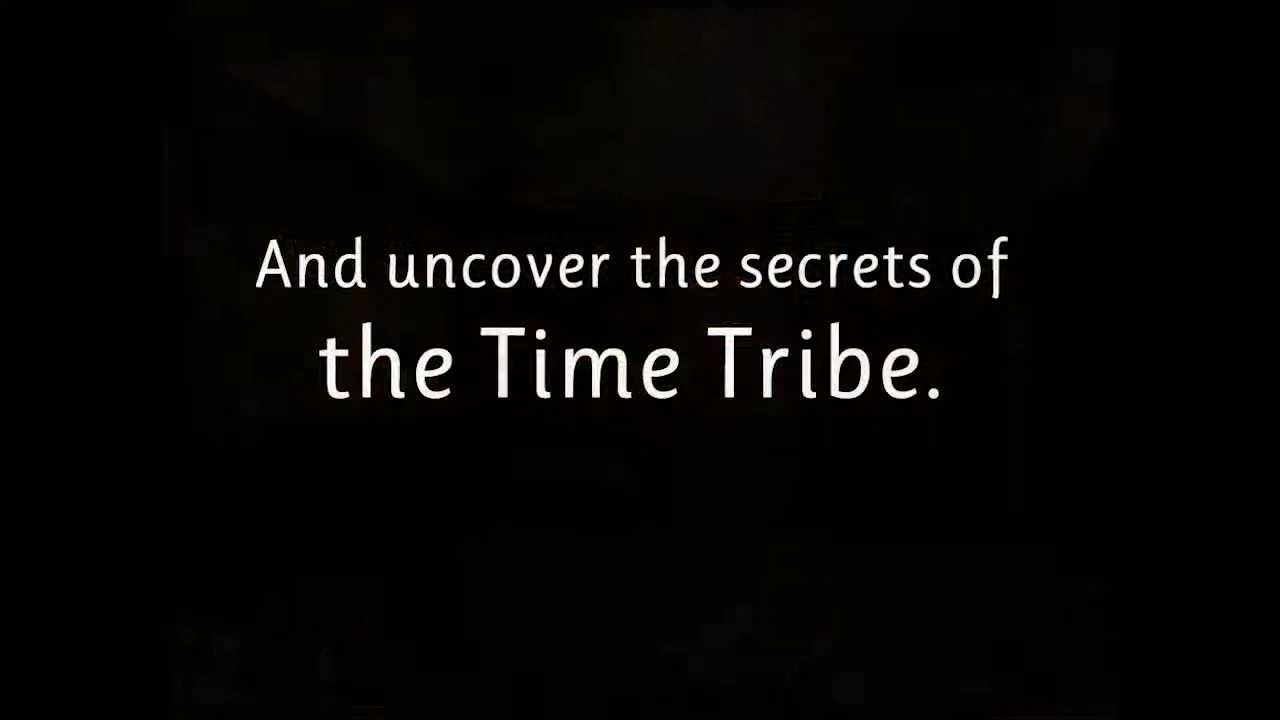 And uncover the secrets of
the Time Tribe.